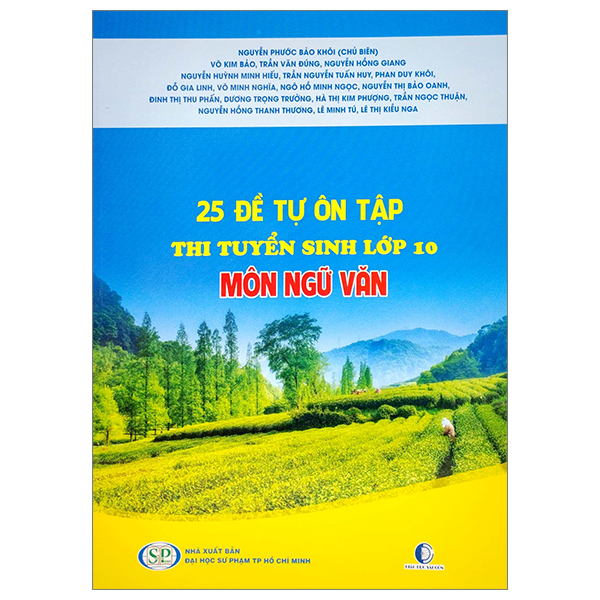 NGUYỄN PHƯỚC BẢO KHÔI (CHỦ BIÊN)
VÕ KIM BẢO, TRẦN VĂN ĐÚNG, NGUYỄN HỒNG GIANG
NGUYỄN HUỲNH MINH HIẾU, TRẦN NGUYỄN TUẤN HUY, PHAN DUY KHÔI,
ĐỖ GIA LINH, VÕ MINH NGHĨA, NGÔ HỒ MINH NGỌC, NGUYỄN THỊ BẢO OANH,
ĐINH THỊ THU PHẤN, DƯƠNG TRỌNG TRƯỜNG, HÀ THỊ KIM PHƯỢNG, TRẦN NGỌC THUẬN,
NGUYỄN HỒNG THANH THƯƠNG, LÊ MINH TÚ, LÊ THỊ KIỀU NGA
25 ĐỀ TỰ ÔN TẬP
THI TUYỂN SINH LỚP 10
MÔN NGỮ VĂN
SP
NHÀ XUẤT BẢN
ĐẠI HỌC SƯ PHẠM TP HỒ CHÍ MINH